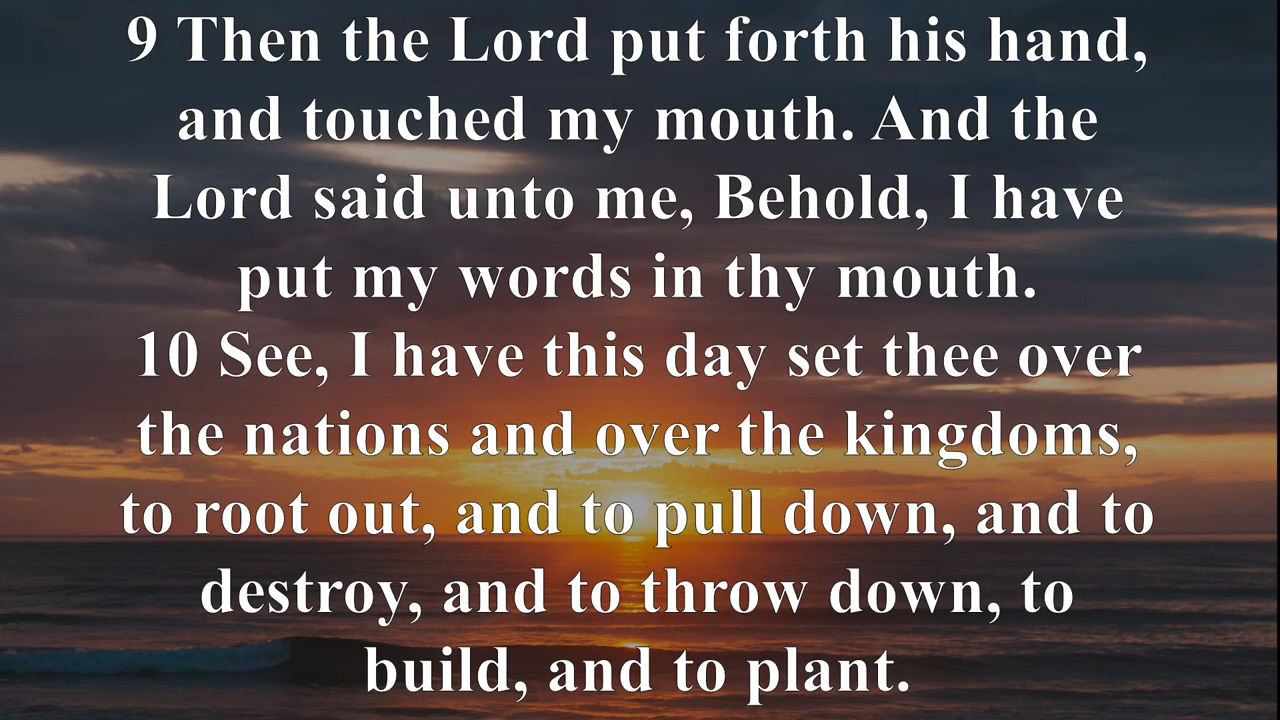 9 Then the Lord put forth his hand,
and touched my mouth. And the
Lord said unto me, Behold, I have
put my words in thy mouth.
10 See, I have this day set thee over
the nations and over the kingdoms,
to root out, and to pull down, and to
destroy, and to throw down, to
build, and to plant.